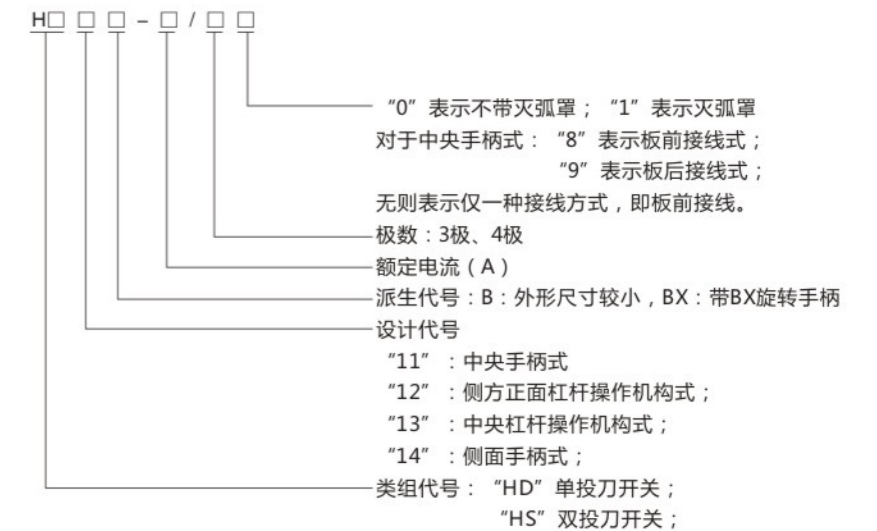 H□ □ □ – □ / □ □
“0”表示不带灭弧罩；“1”表示灭弧罩
对于中央手柄式：“8”表示板前接线式；
“9”表示板后接线式；
无则表示仅一种接线方式，即板前接线。
极数：3极、4极
额定电流（A）
派生代号：B：外形尺寸较小，BX：带BX旋转手柄
设计代号
“11”：中央手柄式
“12”：侧方正面杠杆操作机构式；
“13”：中央杠杆操作机构式；
“14”：侧面手柄式；
类组代号：“HD”单投刀开关；
“HS”双投刀开关；